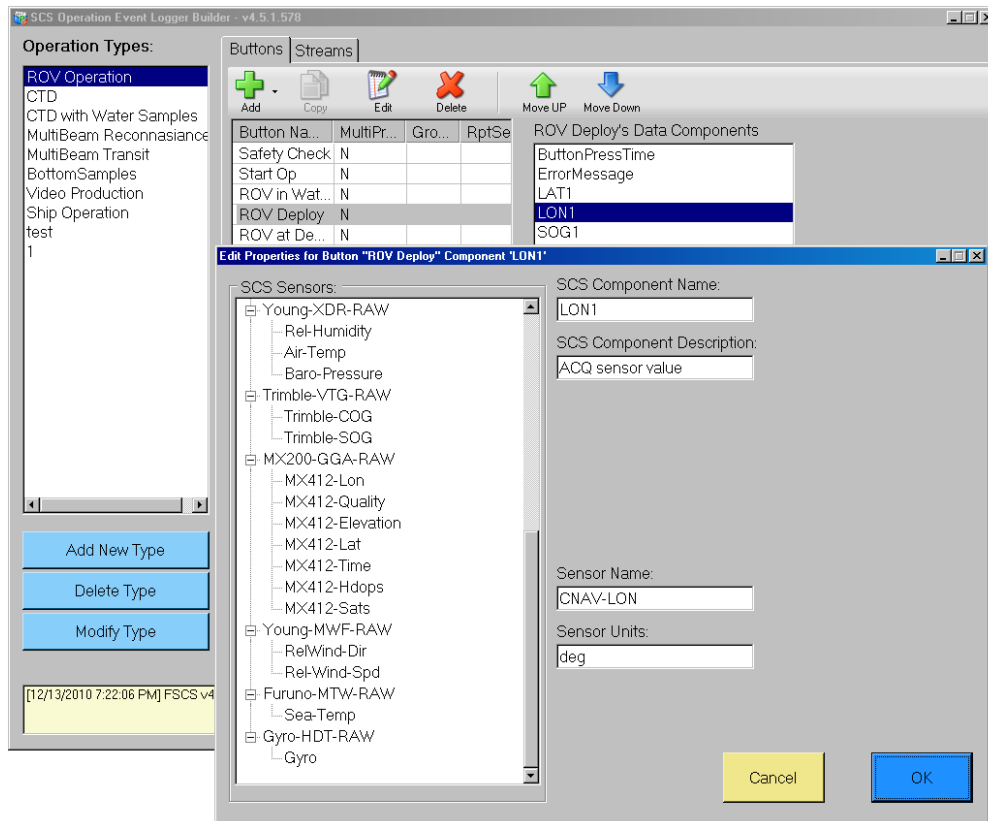 SCS Operation Event Logger Builder - v4.5.1.578
Operation Types:
ROV Operation
CTD
CTD with Water Samples
MultiBeam Reconnasiance
MultiBeam Transit
BottomSamples
Video Production
Ship Operation
test
1
Add New Type
Delete Type
Modify Type
[12/13/2010 7:22:06 PM] FSCS v4
Buttons Streams
Add Copy Edit Delete Move UP Move Down
Button Na... MultiPr... Gro... RptSe
Safety Check N
Start Op N
ROV in Wat... N
ROV Deploy N
ROV at De... N
ROV Deploy's Data Components
ButtonPressTime
ErrorMessage
LAT1
LON1
SOG1
Edit Properties for Button "ROV Deploy" Component 'LON1'
SCS Sensors:
Young-XDR-RAW
Rel-Humidity
Air-Temp
Baro-Pressure
Trimble-VTG-RAW
Trimble-COG
Trimble-SOG
MX200-GGA-RAW
MX412-Lon
MX412-Quality
MX412-Elevation
MX412-Lat
MX412-Time
MX412-Hdops
MX412-Sats
Young-MWF-RAW
RelWind-Dir
Rel-Wind-Spd
Furuno-MTW-RAW
Sea-Temp
Gyro-HDT-RAW
Gyro
SCS Component Name:
LON1
SCS Component Description:
ACQ sensor value
Sensor Name:
CNAV-LON
Sensor Units:
deg
Cancel
OK